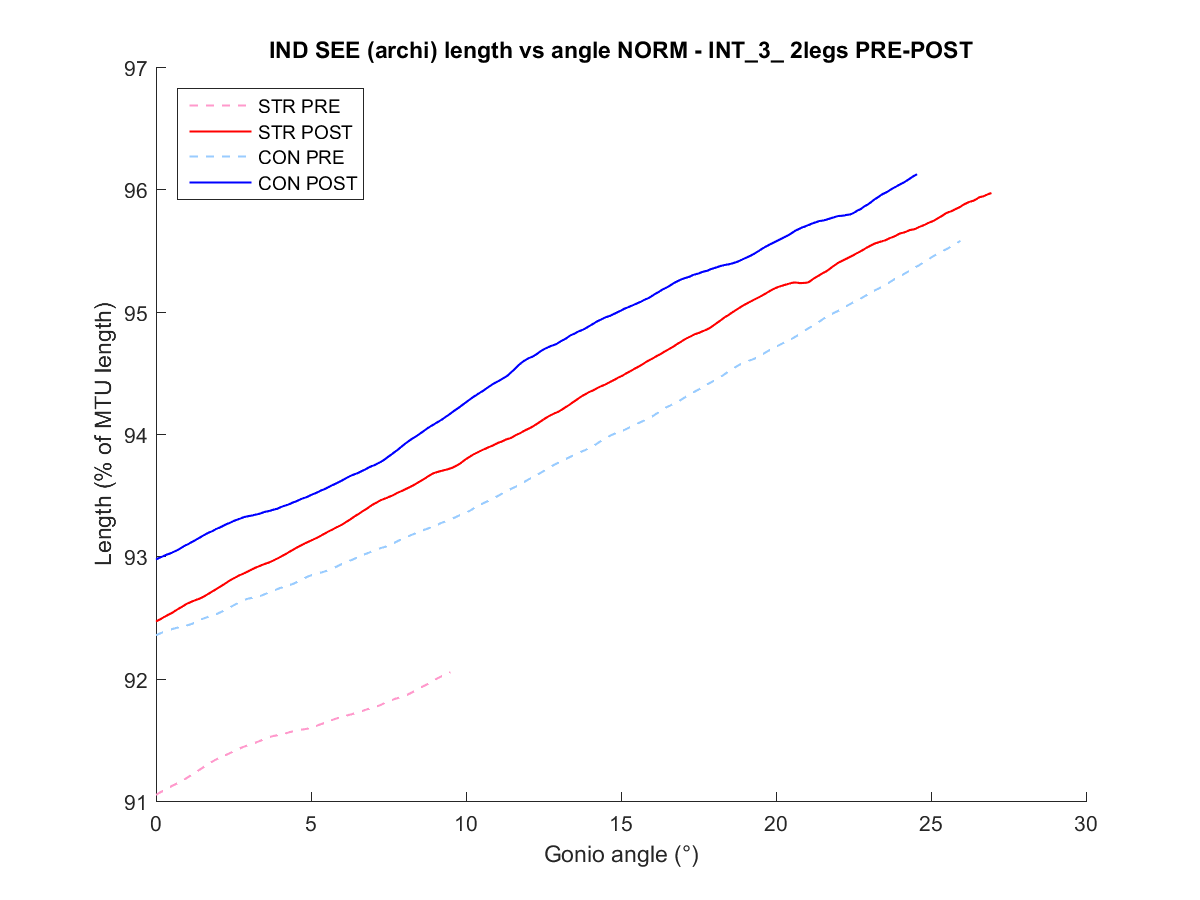 IND SEE (archi) length vs angle NORM - INT_3_ 2legs PRE-POST
97
96
95
94
93
92
91
Length (% of MTU length)
STR PRE
STR POST
CON PRE
CON POST
0 5 10 15 20 25 30
Gonio angle (°)